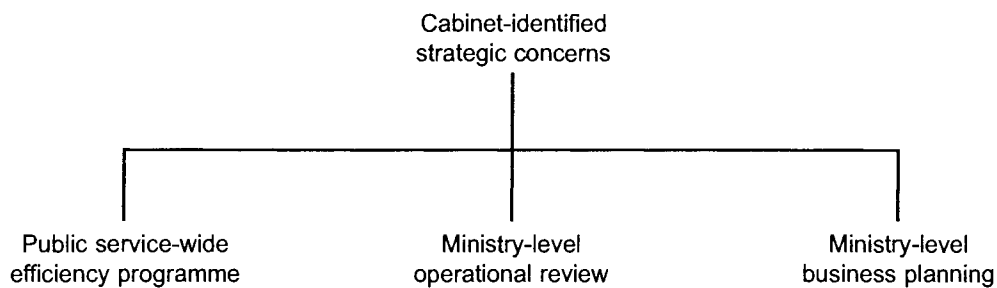 Cabinet-identified
strategic concerns
Public service-wide
efficiency programme
Ministry-level
operational review
Ministry-level
business planning